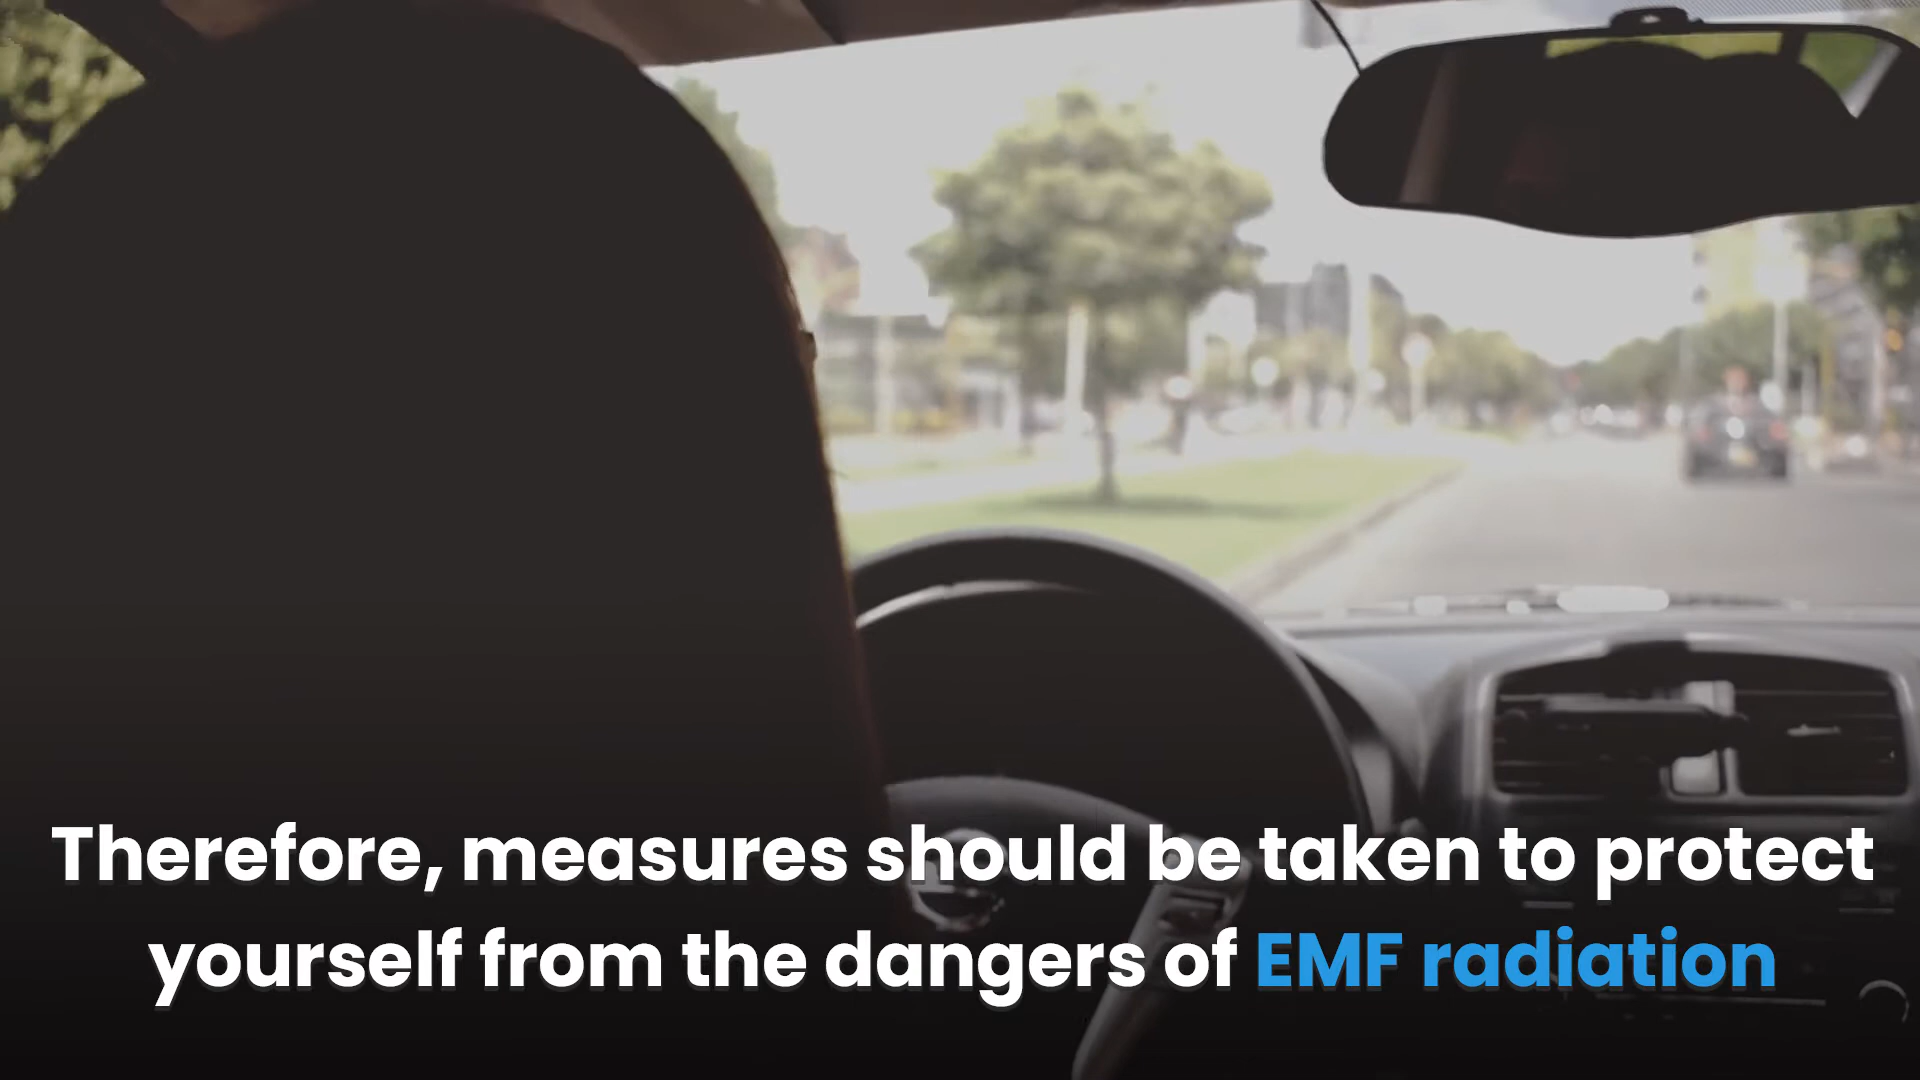 Therefore, measures should be taken to protect
yourself from the dangers of EMF radiation